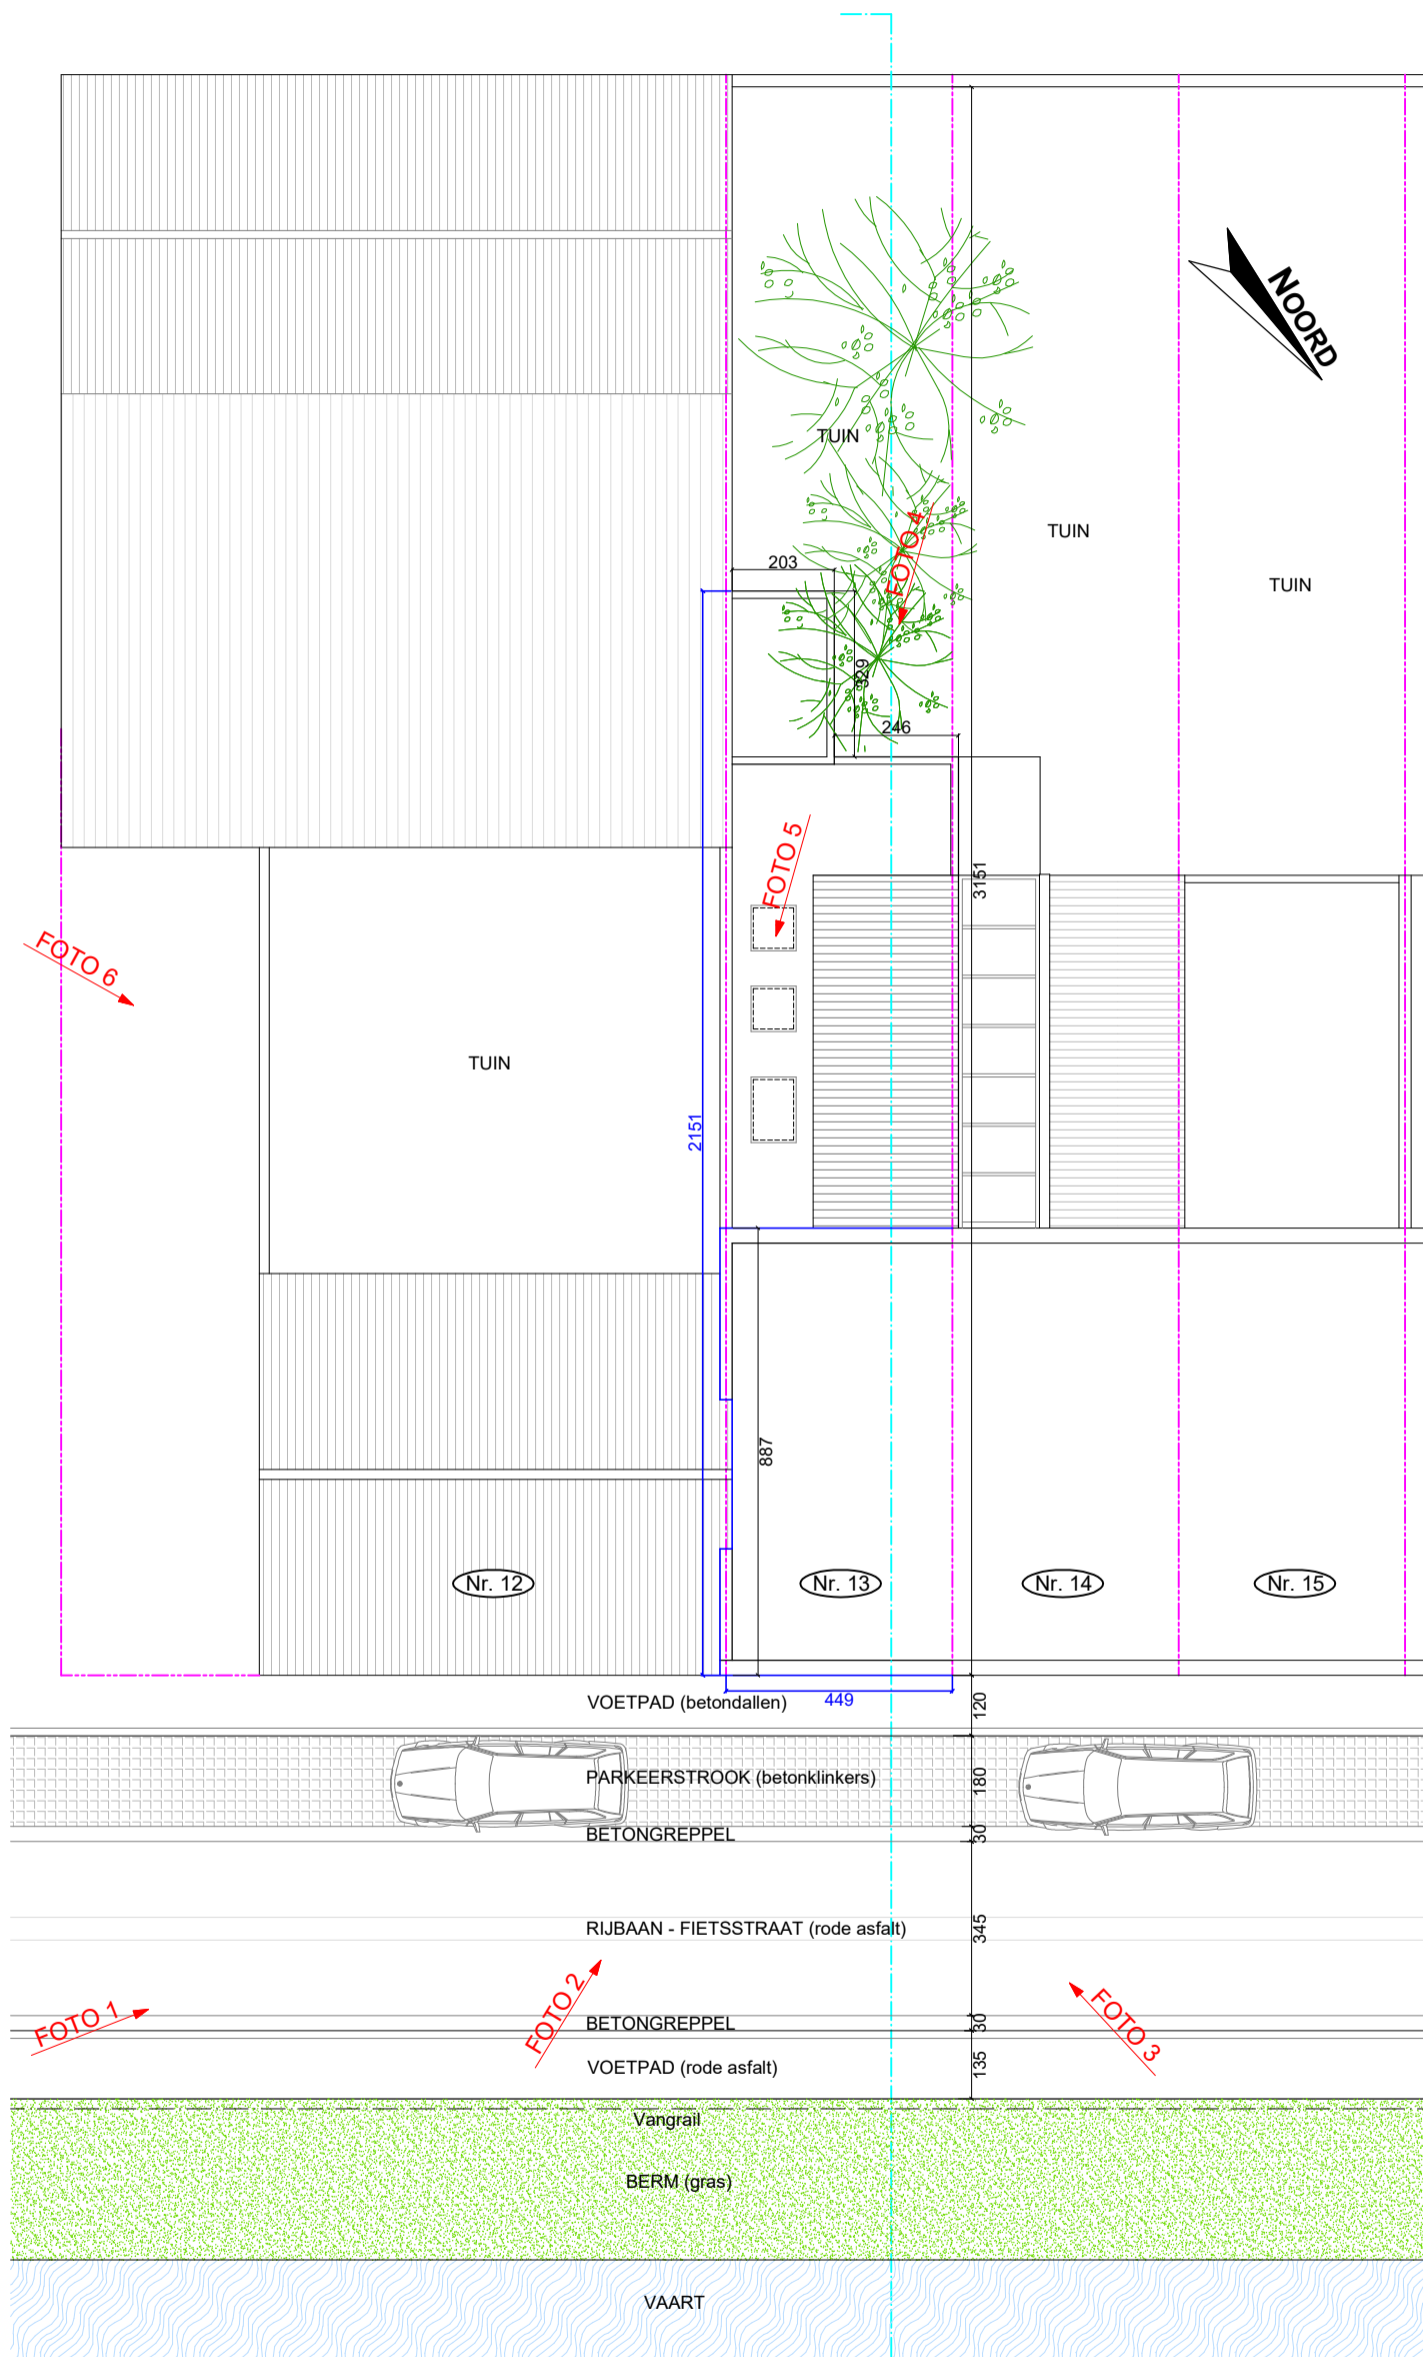 NOORD
TUIN
TUIN
TUIN
FOTO 4
203
329
246
FOTO 5
3151
FOTO 6
TUIN
2151
887
Nr. 12
Nr. 13
Nr. 14
Nr. 15
449
VOETPAD (betondallen)
120
PARKEERSTROOK (betonklinkers)
180
BETONGREPPEL
30
RIJBAAN - FIETSSTRAAT (rode asfalt)
345
FOTO 1
FOTO 2
FOTO 3
BETONGREPPEL
30
VOETPAD (rode asfalt)
135
Vangrail
BERM (gras)
VAART